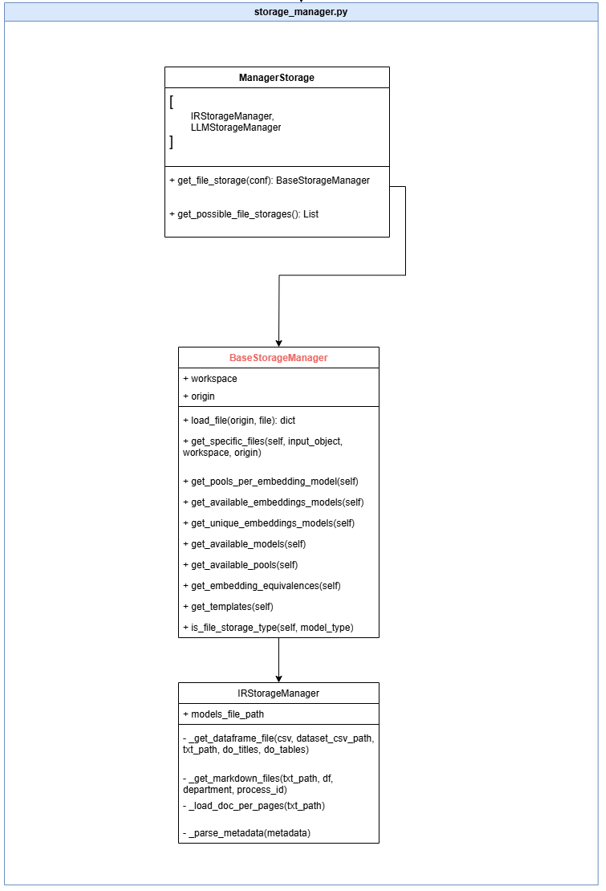 storage_manager.py
ManagerStorage
[
IRStorageManager,
LLMStorageManager
]
+ get_file_storage(conf): BaseStorageManager
+ get_possible_file_storages(): List
BaseStorageManager
+ workspace
+ origin
+ load_file(origin, file): dict
+ get_specific_files(self, input_object,
workspace, origin)
+ get_pools_per_embedding_model(self)
+ get_available_embeddings_models(self)
+ get_unique_embeddings_models(self)
+ get_available_models(self)
+ get_available_pools(self)
+ get_embedding_equivalences(self)
+ get_templates(self)
+ is_file_storage_type(self, model_type)
IRStorageManager
+ models_file_path
- _get_dataframe_file(csv, dataset_csv_path,
txt_path, do_titles, do_tables)
- _get_markdown_files(txt_path, df,
department, process_id)
- _load_doc_per_pages(txt_path)
- _parse_metadata(metadata)